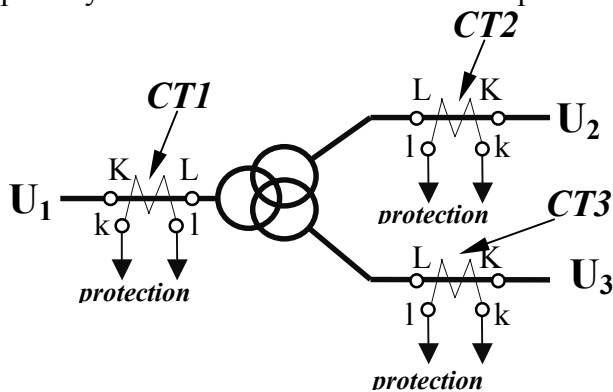 CT2
L K
CT1
U₂
l k
K L
U₁
protection
CT3
k l
L K
U₃
protection
l k
protection